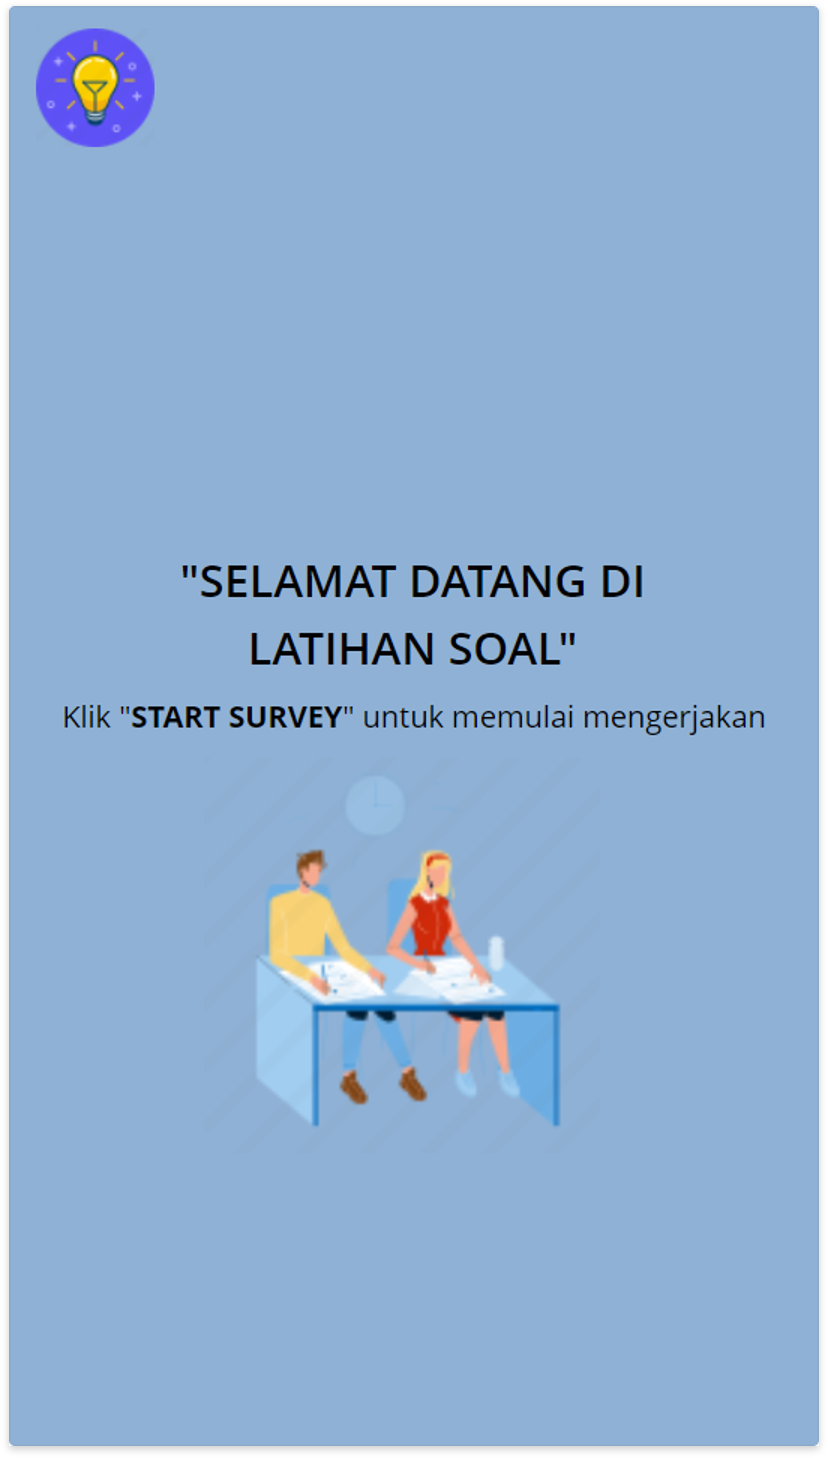 "SELAMAT DATANG DI
LATIHAN SOAL"
Klik "START SURVEY" untuk memulai mengerjakan